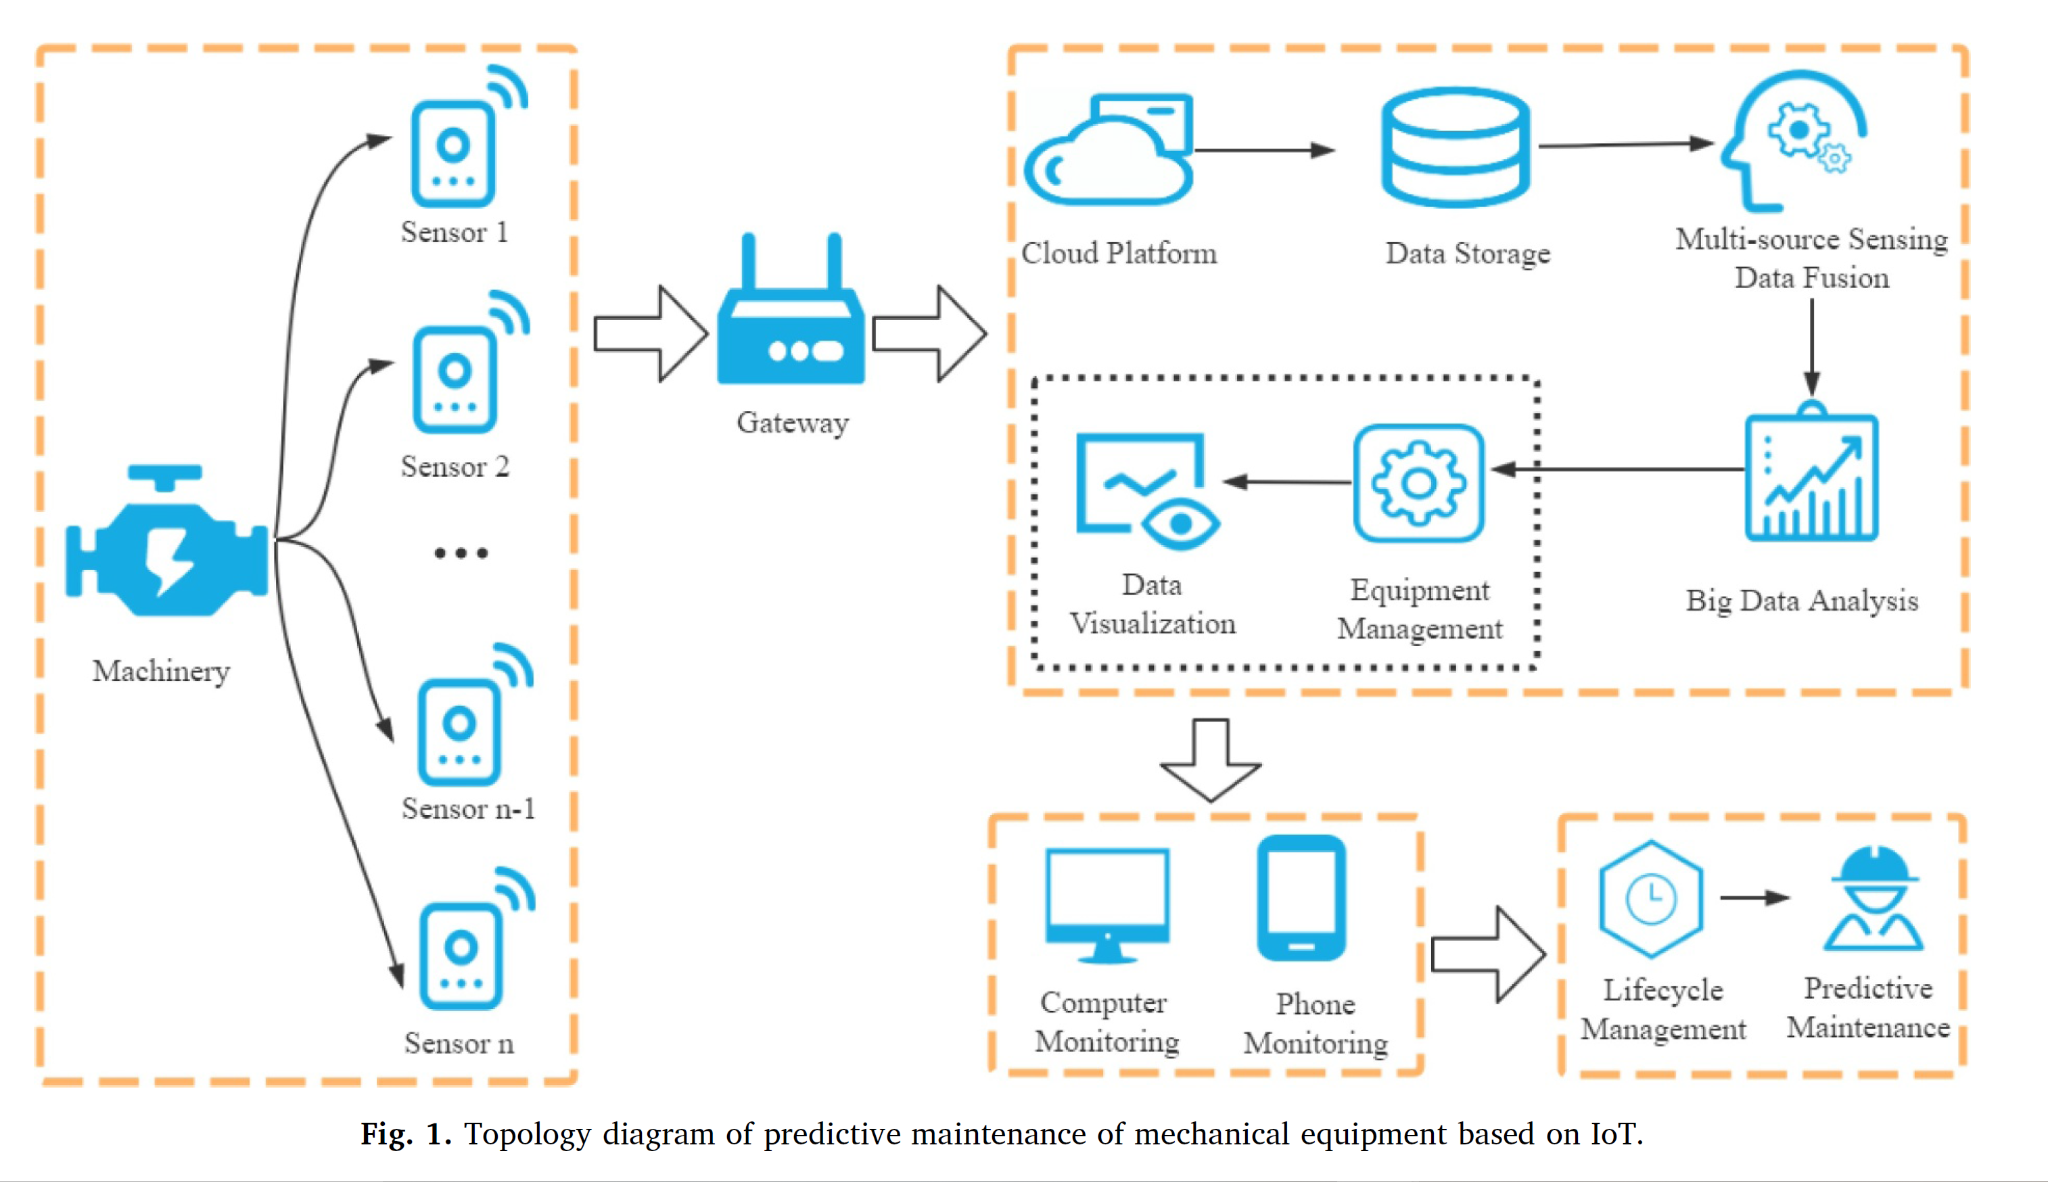 Sensor 1
Sensor 2
Machinery
Sensor n-1
Sensor n
Gateway
Cloud Platform
Data Storage
Multi-source Sensing
Data Fusion
Big Data Analysis
Equipment
Management
Data
Visualization
Computer
Monitoring
Phone
Monitoring
Lifecycle
Management
Predictive
Maintenance
Fig. 1. Topology diagram of predictive maintenance of mechanical equipment based on IoT.